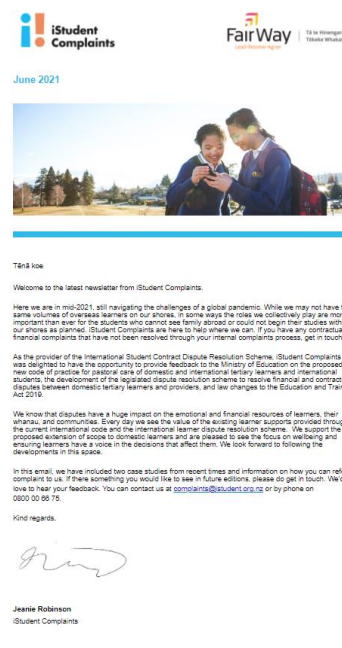 iStudent
Complaints
FairWay
Lead·Resolve·Agree
June 2021
Tēnā koe
Welcome to the latest newsletter from iStudent Complaints.
Here we are in mid-2021, still navigating the challenges of a global pandemic. While we may not have
same volumes of overseas learners on our shores, in some ways the roles we collectively play are
important than ever for the students who cannot see family abroad or could not begin their studies
our shores as planned. iStudent Complaints are here to help where we can. If you have any
financial complaints that have not been resolved through your internal complaints process, get in
As the provider of the International Student Contract Dispute Resolution Scheme, iStudent Complaints
was delighted to have the opportunity to provide feedback to the Ministry of Education on the proposed
new code of practice for pastoral care of domestic and international tertiary learners and international
students, the development of the legislated dispute resolution scheme to resolve financial and
disputes between domestic tertiary learners and providers, and law changes to the Education and
Act 2019.
We know that disputes have a huge impact on the emotional and financial resources of learners, their
whanau, and communities. Every day we see the value of the existing learner supports provided
the current international code and the international learner dispute resolution scheme. We support the
proposed extension of scope to domestic learners and are pleased to see the focus on wellbeing and
ensuring learners have a voice in the decisions that affect them. We look forward to following the
developments in this space.
In this email, we have included two case studies from recent times and information on how you can
complaint to us. If there something you would like to see in future editions, please do get in touch.
love to hear your feedback. You can contact us at complaints@istudent.org.nz or by phone on
0800 00 66 75.
Kind regards,
Jeanie Robinson
iStudent Complaints